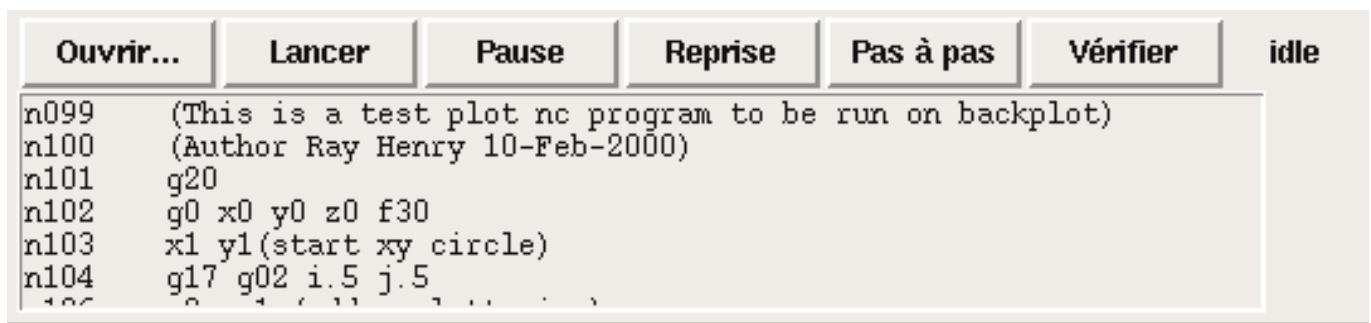 Ouvrir... Lancer Pause Reprise Pas à pas Vérifier idle
n099 (This is a test plot nc program to be run on backplot)
n100 (Author Ray Henry 10-Feb-2000)
n101 g20
n102 g0 x0 y0 z0 f30
n103 x1 y1(start xy circle)
n104 g17 g02 i.5 j.5